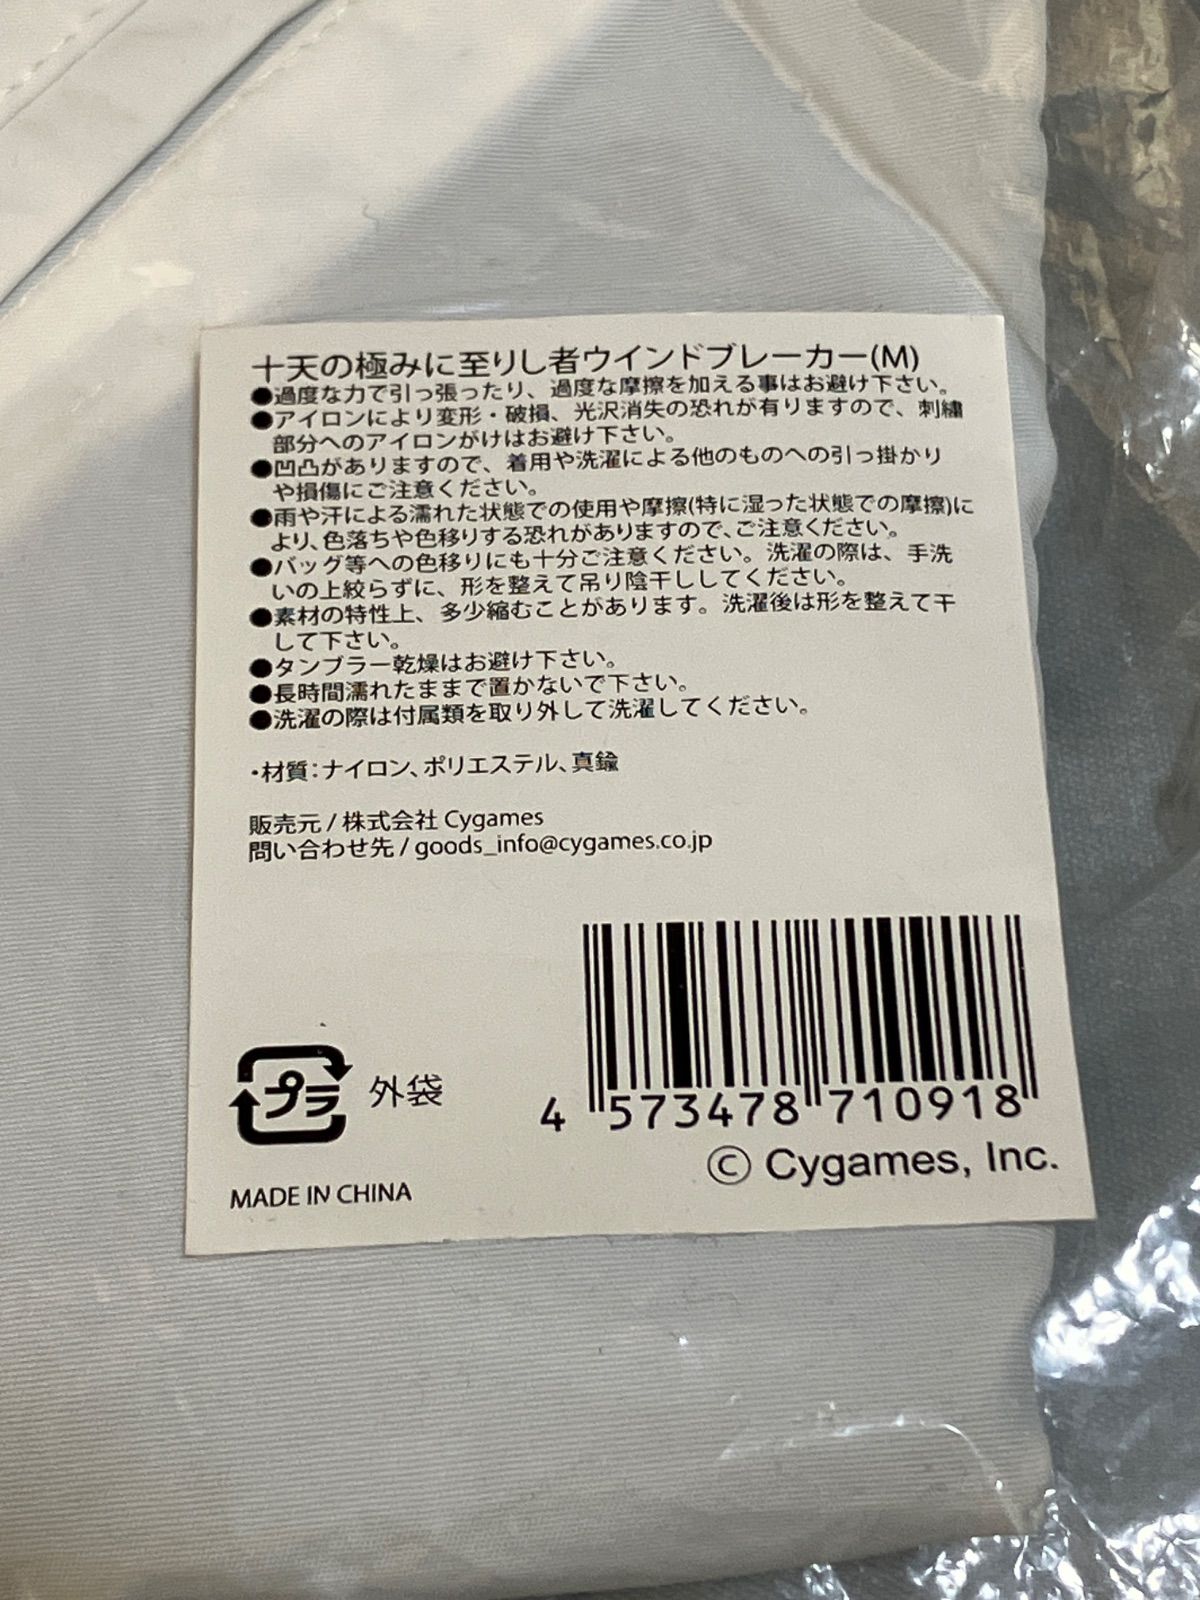 十天の極みに至りし者ウインドブレーカー(M)
●過度な力で引っ張ったり、過度な摩擦を加える事はお避け下さい。
●アイロンにより変形・破損、光沢消失の恐れが有りますので、刺繍
部分へのアイロンがけはお避け下さい。
●凹凸がありますので、着用や洗濯による他のものへの引っ掛かり
や損傷にご注意ください。
●雨や汗による濡れた状態での使用や摩擦(特に湿った状態での摩擦)に
より、色落ちや色移りする恐れがありますので、ご注意ください。
●バッグ等への色移りにも十分ご注意ください。洗濯の際は、手洗
いの上絞らずに、形を整えて吊り陰干ししてください。
●素材の特性上、多少縮むことがあります。洗濯後は形を整えて干
して下さい。
●タンブラー乾燥はお避け下さい。
●長時間濡れたままで置かないで下さい。
●洗濯の際は付属類を取り外して洗濯してください。
・材質：ナイロン、ポリエステル、真鍮
販売元 / 株式会社 Cygames
問い合わせ先 / goods_info@cygames.co.jp
プラ 外袋
4 573478 710918
© Cygames, Inc.
MADE IN CHINA